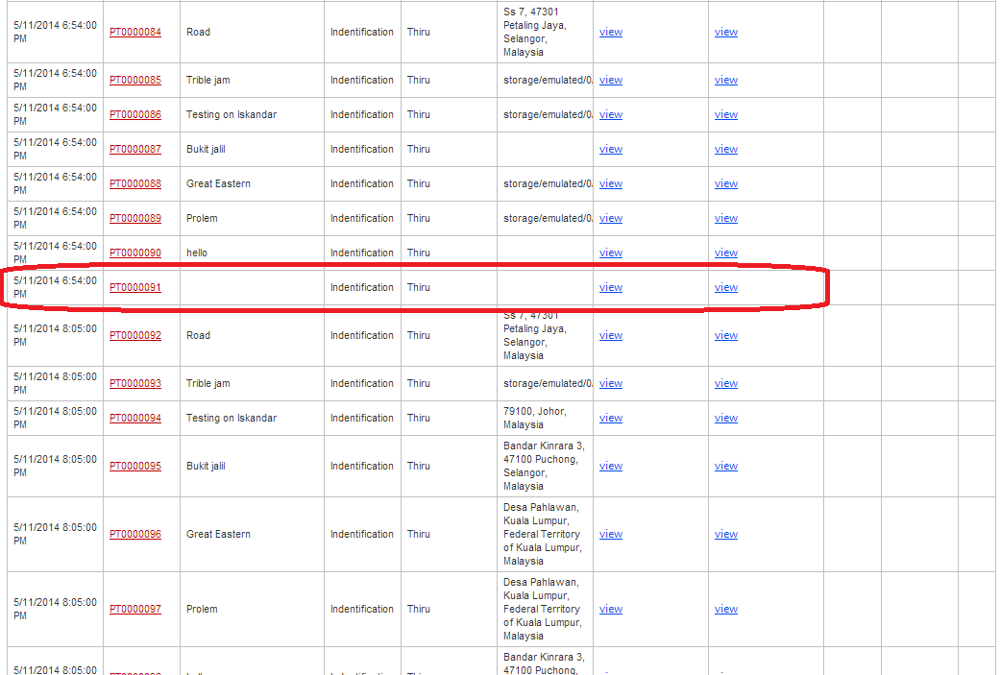 5/11/2014 6:54:00 PM PT0000084 Road Indentification Thiru Ss 7, 47301 Petaling Jaya, Selangor, Malaysia view view
5/11/2014 6:54:00 PM PT0000085 Trible jam Indentification Thiru storage/emulated/0, view view
5/11/2014 6:54:00 PM PT0000086 Testing on Iskandar Indentification Thiru storage/emulated/0, view view
5/11/2014 6:54:00 PM PT0000087 Bukit jalil Indentification Thiru view view
5/11/2014 6:54:00 PM PT0000088 Great Eastern Indentification Thiru storage/emulated/0, view view
5/11/2014 6:54:00 PM PT0000089 Prolem Indentification Thiru storage/emulated/0, view view
5/11/2014 6:54:00 PM PT0000090 hello Indentification Thiru view view
5/11/2014 6:54:00 PM PT0000091 Indentification Thiru view view
5/11/2014 8:05:00 PM PT0000092 Road Indentification Thiru Ss 7, 47301 Petaling Jaya, Selangor, Malaysia view view
5/11/2014 8:05:00 PM PT0000093 Trible jam Indentification Thiru storage/emulated/0, view view
5/11/2014 8:05:00 PM PT0000094 Testing on Iskandar Indentification Thiru 79100, Johor, Malaysia view view
5/11/2014 8:05:00 PM PT0000095 Bukit jalil Indentification Thiru Bandar Kinrara 3, 47100 Puchong, Selangor, Malaysia view view
5/11/2014 8:05:00 PM PT0000096 Great Eastern Indentification Thiru Desa Pahlawan, Kuala Lumpur, Federal Territory of Kuala Lumpur, Malaysia view view
5/11/2014 8:05:00 PM PT0000097 Prolem Indentification Thiru Desa Pahlawan, Kuala Lumpur, Federal Territory of Kuala Lumpur, Malaysia view view
5/11/2014 8:05:00 Bandar Kinrara 3, 47100 Puchong,